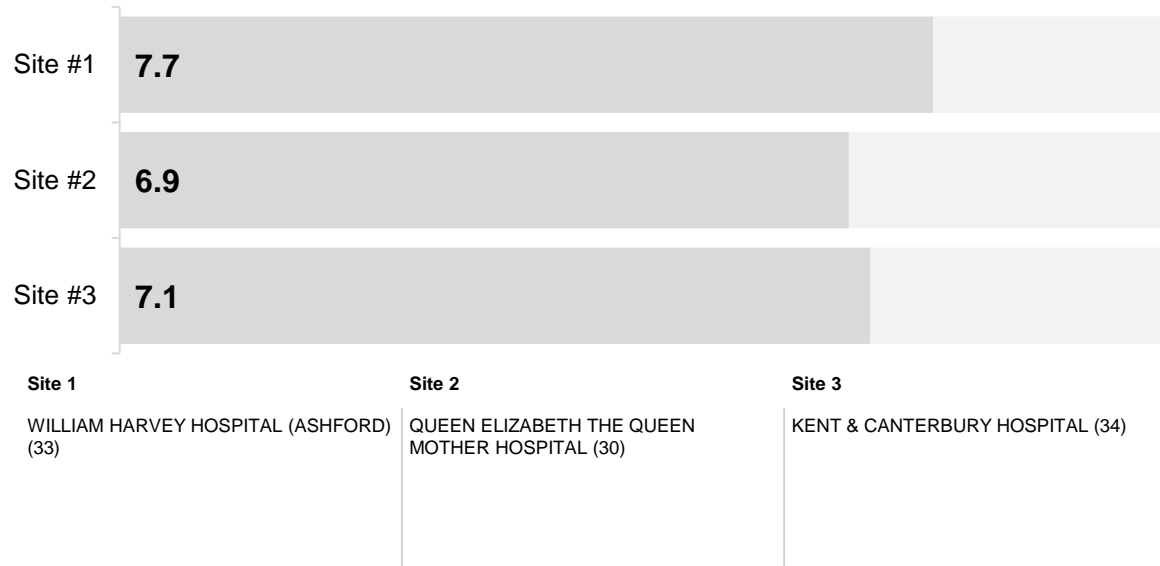 Site #1
7.7
Site #2
6.9
Site #3
7.1
Site 1
WILLIAM HARVEY HOSPITAL (ASHFORD)
(33)
Site 2
QUEEN ELIZABETH THE QUEEN
MOTHER HOSPITAL (30)
Site 3
KENT & CANTERBURY HOSPITAL (34)